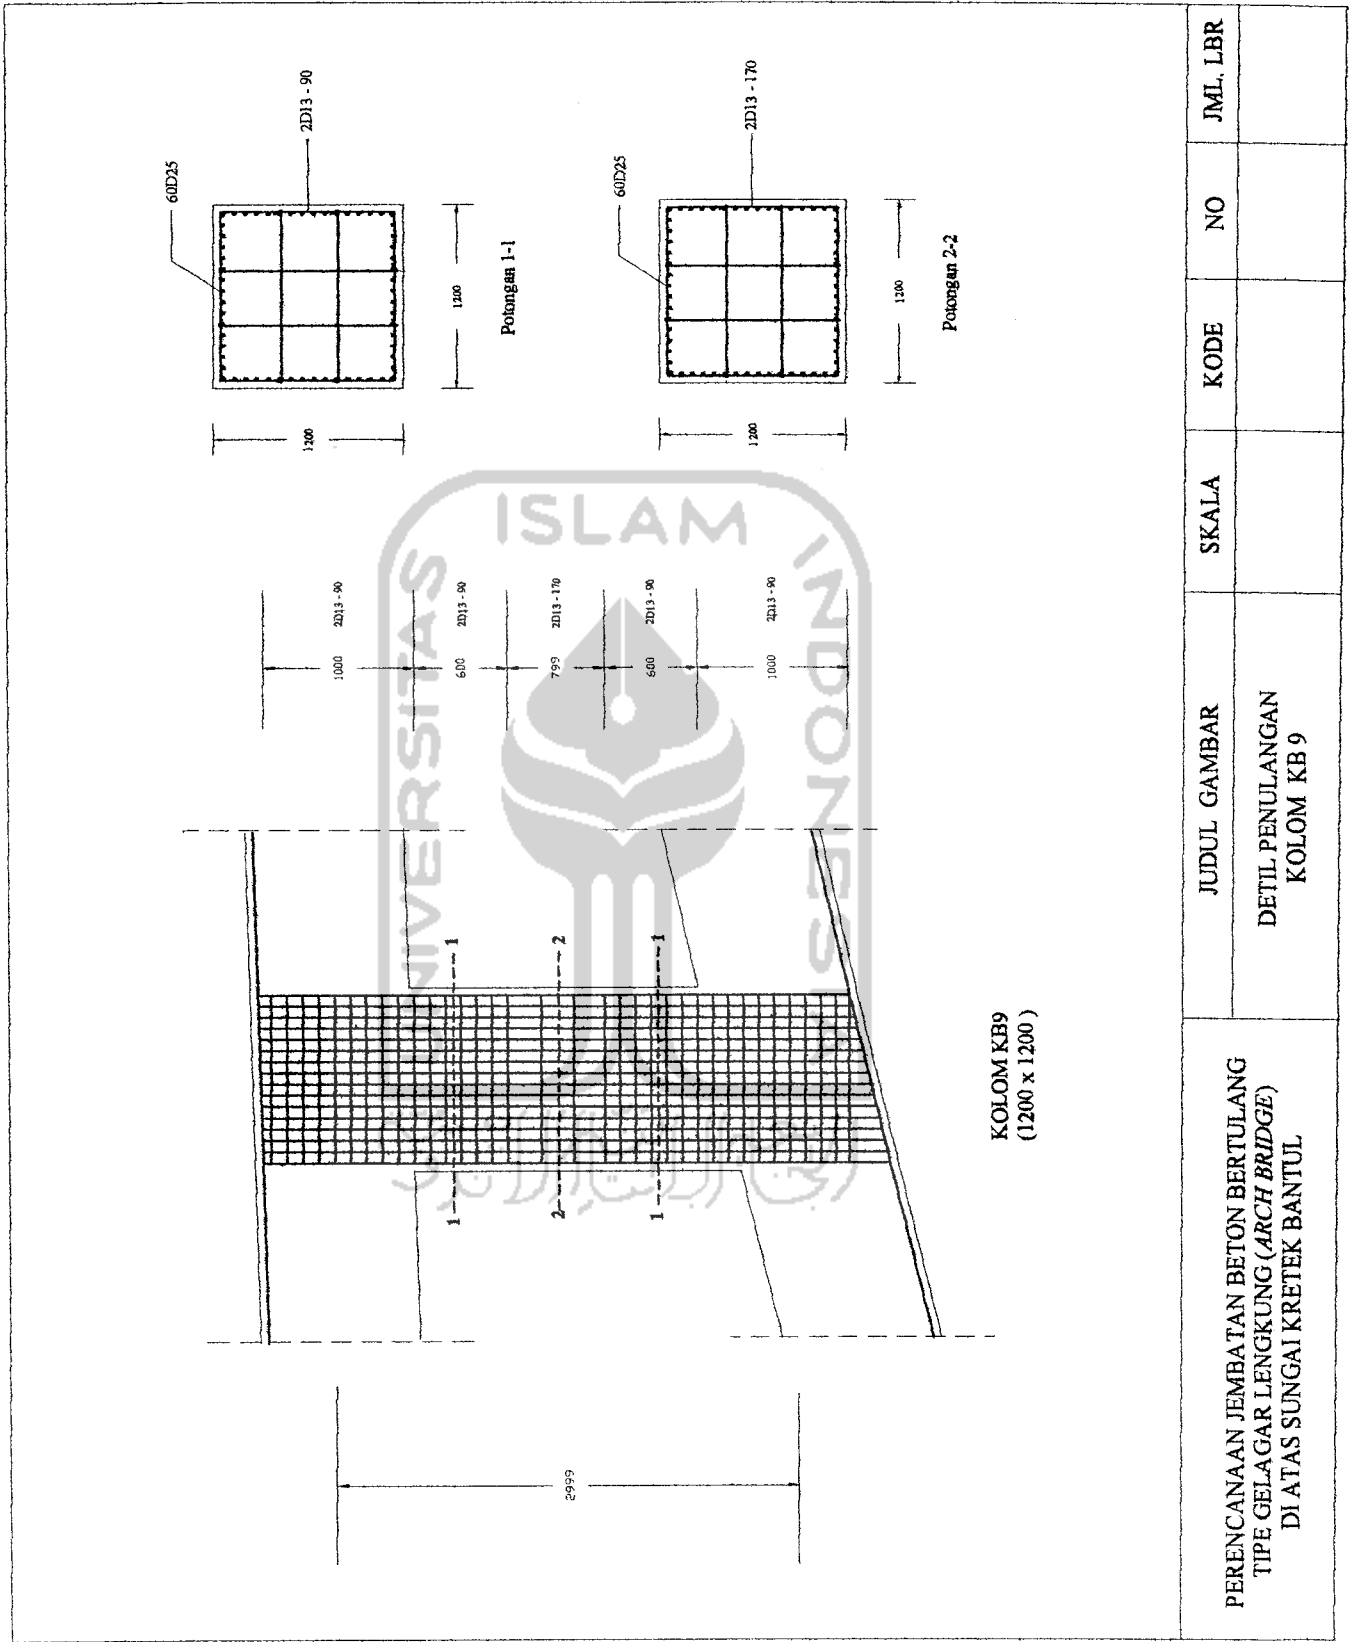 2999
KOLOM KB9
(1200 x 1200 )
1
1
2
2
1
1
1000
2D13 - 90
600
2D13 - 90
799
2D13 - 170
600
2D13 - 90
1000
2D13 - 90
60D25
2D13 - 90
1200
1200
Potongan 1-1
60D25
2D13 - 170
1200
1200
Potongan 2-2
UNIVERSITAS
ISLAM
INDONESIA
PERENCANAAN JEMBATAN BETON BERTULANG
TIPE GELAGAR LENGKUNG (ARCH BRIDGE)
DI ATAS SUNGAI KRETEK BANTUL
JUDUL GAMBAR
DETIL PENULANGAN
KOLOM KB 9
SKALA
KODE
NO
JML. LBR